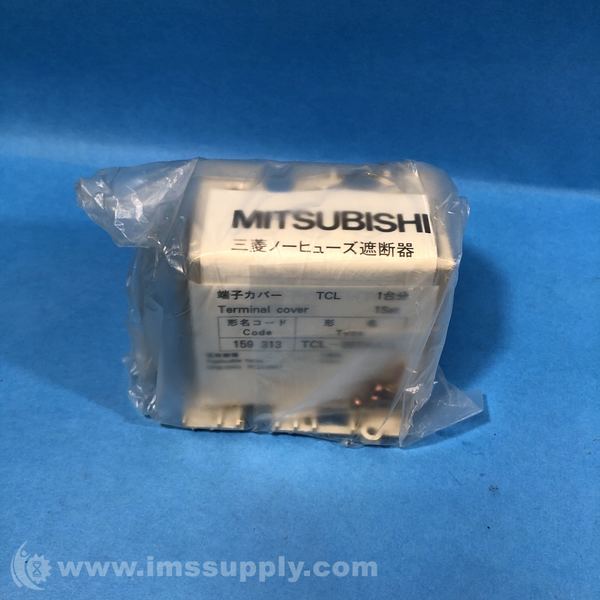 MITSUBISHI
三菱ノーヒューズ遮断器
端子カバー TCL 1台分
Terminal cover 1Set
形名コード 形 名
Code Type
159 313 TCL-
www.imssupply.com